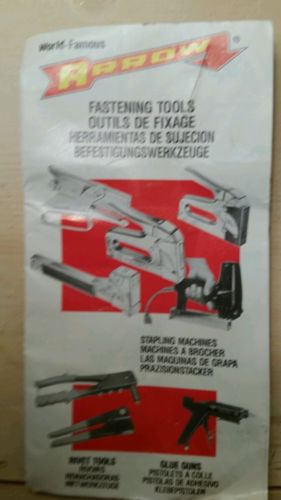 World-Famous
ARROW®
FASTENING TOOLS
OUTILS DE FIXAGE
HERRAMIENTAS DE SUJECION
BEFESTIGUNGSWERKZEUGE
STAPLING MACHINES
MACHINES A BROCHER
LAS MAQUINAS DE GRAPA
PRAZISIONSTACKER
RIVET TOOLS
GLUE GUNS
PISTOLETS A COLLE
PISTOLAS DE ADHESIVO
KLEBEPISTOLEN